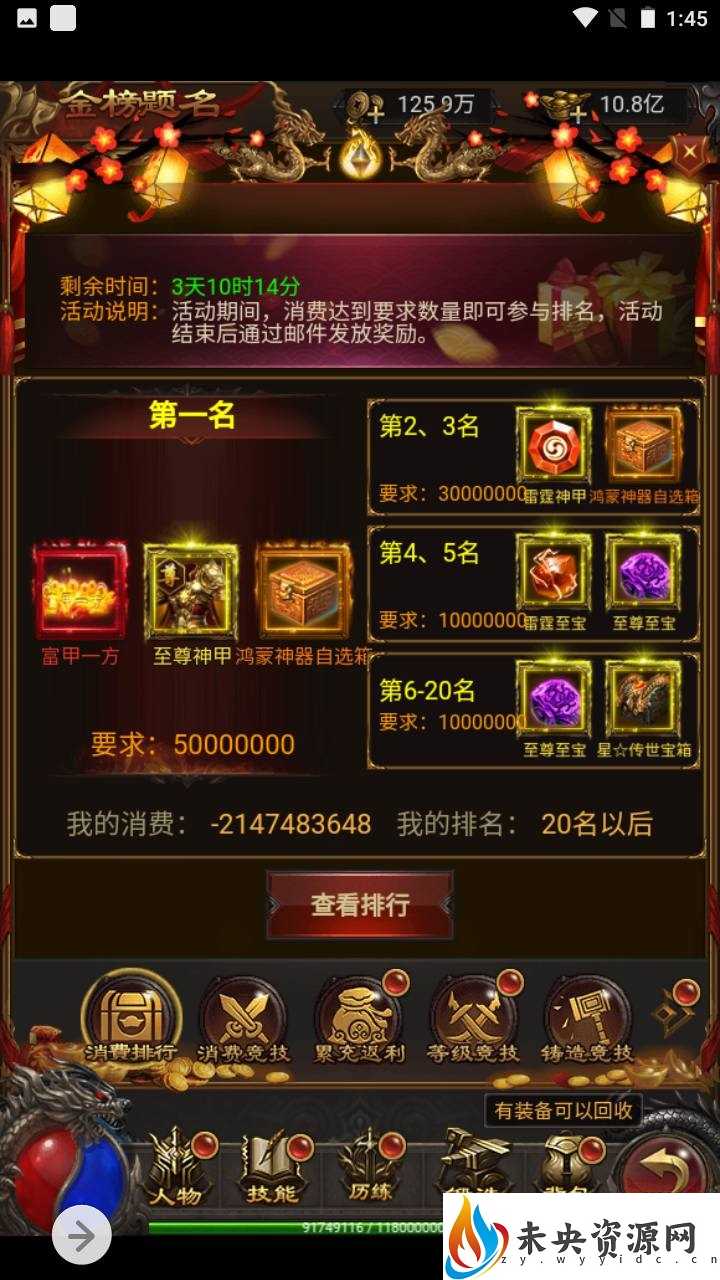 1:45
金榜题名
125.9万
10.8亿
剩余时间：3天10时14分
活动说明：活动期间，消费达到要求数量即可参与排名，活动
结束后通过邮件发放奖励。
第一名
富甲一方
至尊神甲
鸿蒙神器自选箱
要求：50000000
第2、3名
要求：30000000
雷霆神甲
鸿蒙神器自选箱
第4、5名
要求：10000000
雷霆至宝
至尊至宝
第6-20名
要求：10000000
至尊至宝
星☆传世宝箱
我的消费：-2147483648
我的排名：20名以后
查看排行
消费排行
消费竞技
累充返利
等级竞技
铸造竞技
有装备可以回收
人物
技能
历练
91749116 / 118000000
未央资源网
zy.wyyidc.cn